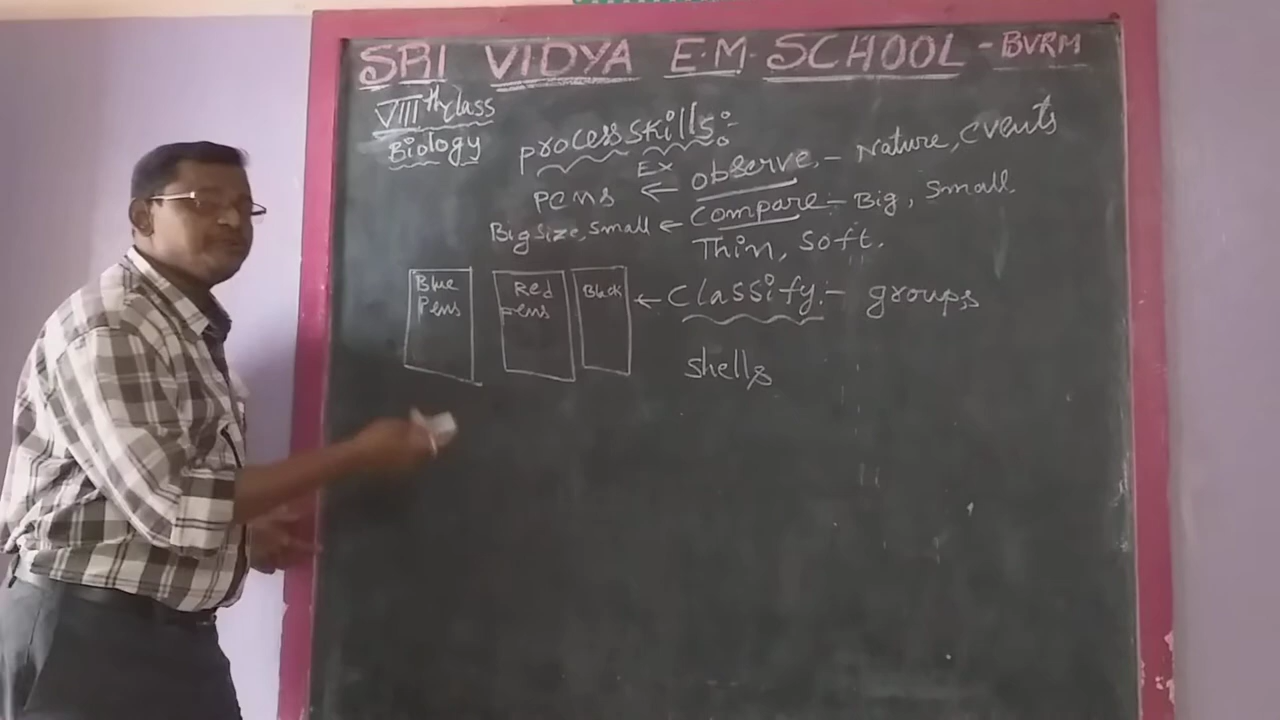 SRI VIDYA E.M. SCHOOL - BVRM
VIII th class
Biology
process skills:-
Pens ← Ex observe, - Nature, Events
Big size, small ← Compare - Big, Small.
Thin, Soft.
Blue Pens
Red pens
Black
← Classify:- groups
shells